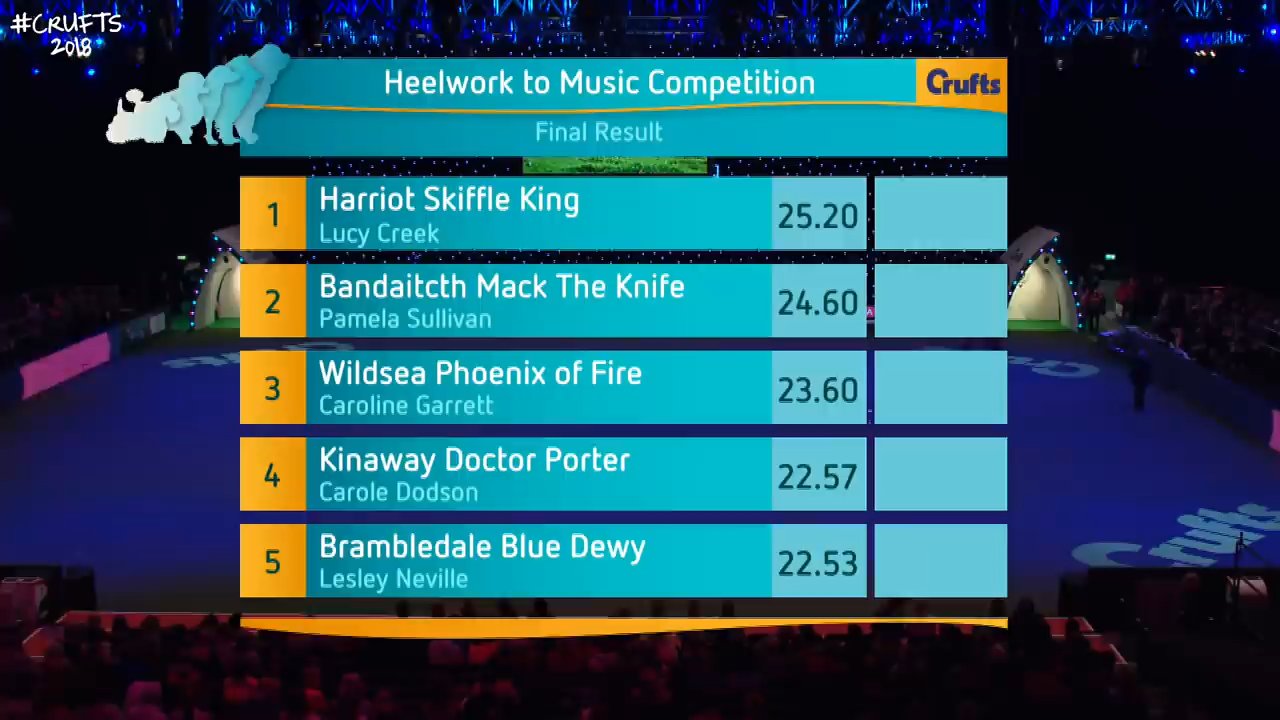 #CRUFTS
2018
Heelwork to Music Competition
Crufts
Final Result
1
Harriot Skiffle King
Lucy Creek
25.20
2
Bandaitcth Mack The Knife
Pamela Sullivan
24.60
3
Wildsea Phoenix of Fire
Caroline Garrett
23.60
4
Kinaway Doctor Porter
Carole Dodson
22.57
5
Brambledale Blue Dewy
Lesley Neville
22.53
Crufts